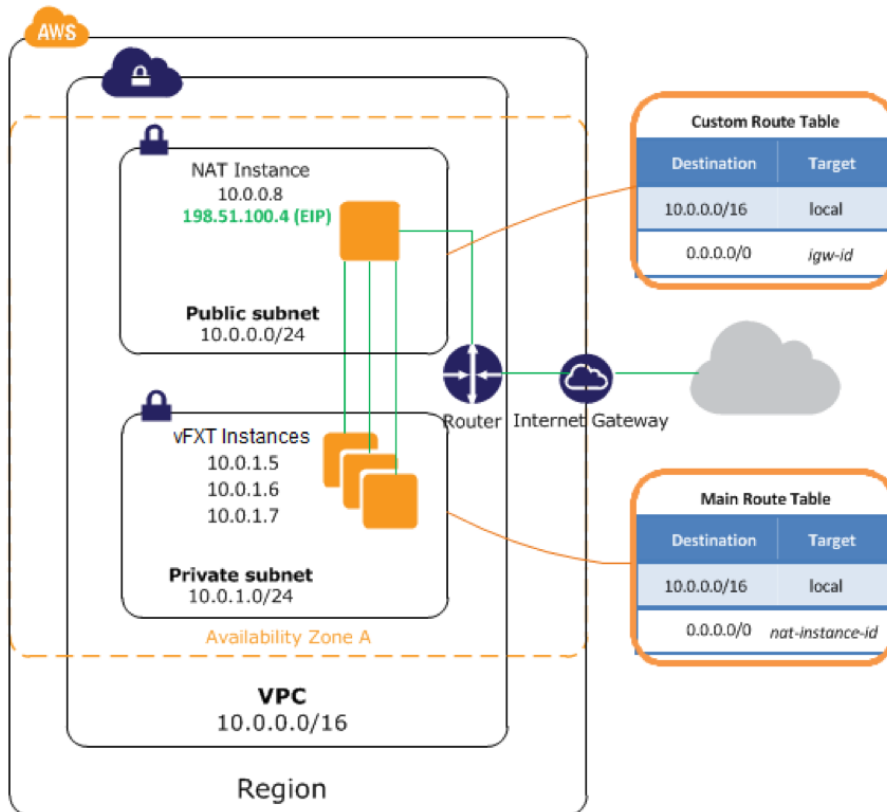 AWS
NAT Instance
10.0.0.8
198.51.100.4 (EIP)
Public subnet
10.0.0.0/24
Custom Route Table
Destination Target
10.0.0.0/16 local
0.0.0.0/0 igw-id
Router
Internet Gateway
vFXT Instances
10.0.1.5
10.0.1.6
10.0.1.7
Private subnet
10.0.1.0/24
Availability Zone A
Main Route Table
Destination Target
10.0.0.0/16 local
0.0.0.0/0 nat-instance-id
VPC
10.0.0.0/16
Region